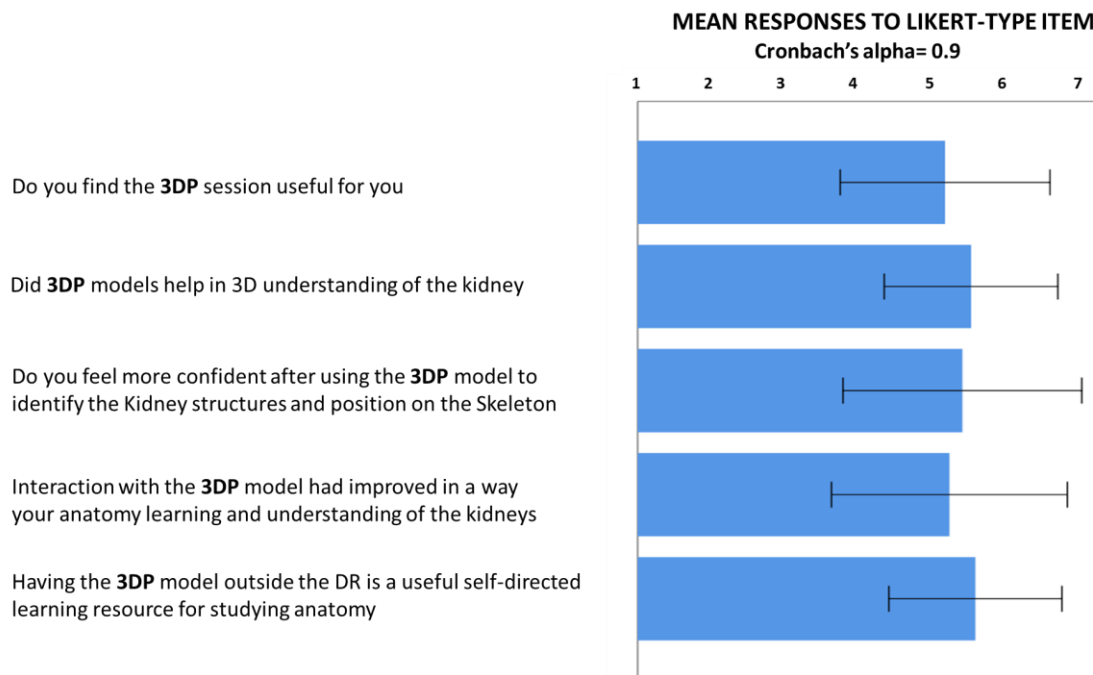 MEAN RESPONSES TO LIKERT-TYPE ITEM
Cronbach's alpha= 0.9
1 2 3 4 5 6 7
Do you find the 3DP session useful for you
Did 3DP models help in 3D understanding of the kidney
Do you feel more confident after using the 3DP model to
identify the Kidney structures and position on the Skeleton
Interaction with the 3DP model had improved in a way
your anatomy learning and understanding of the kidneys
Having the 3DP model outside the DR is a useful self-directed
learning resource for studying anatomy